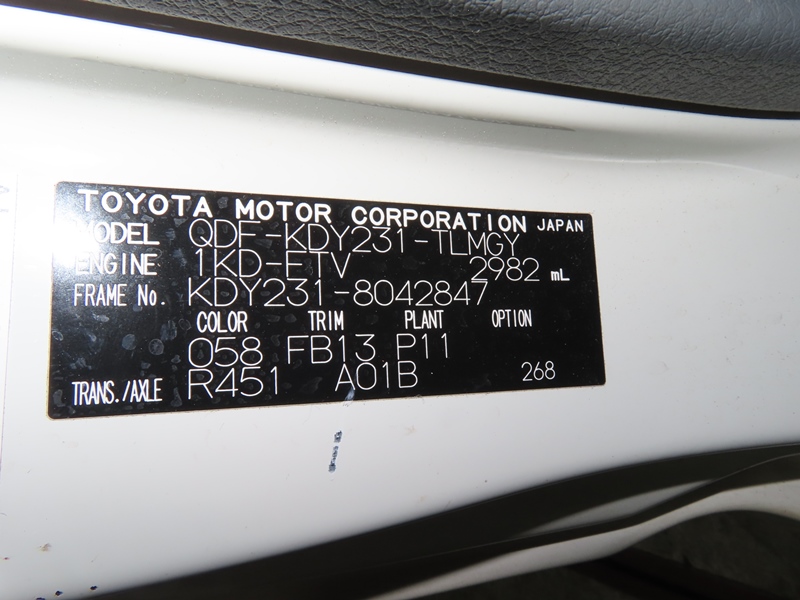 TOYOTA MOTOR CORPORATION JAPAN
MODEL QDF-KDY231-TLMGY
ENGINE 1KD-FTV 2982 mL
FRAME No. KDY231-8042847
COLOR TRIM PLANT OPTION
058 FB13 P11
TRANS./AXLE R451 A01B 268